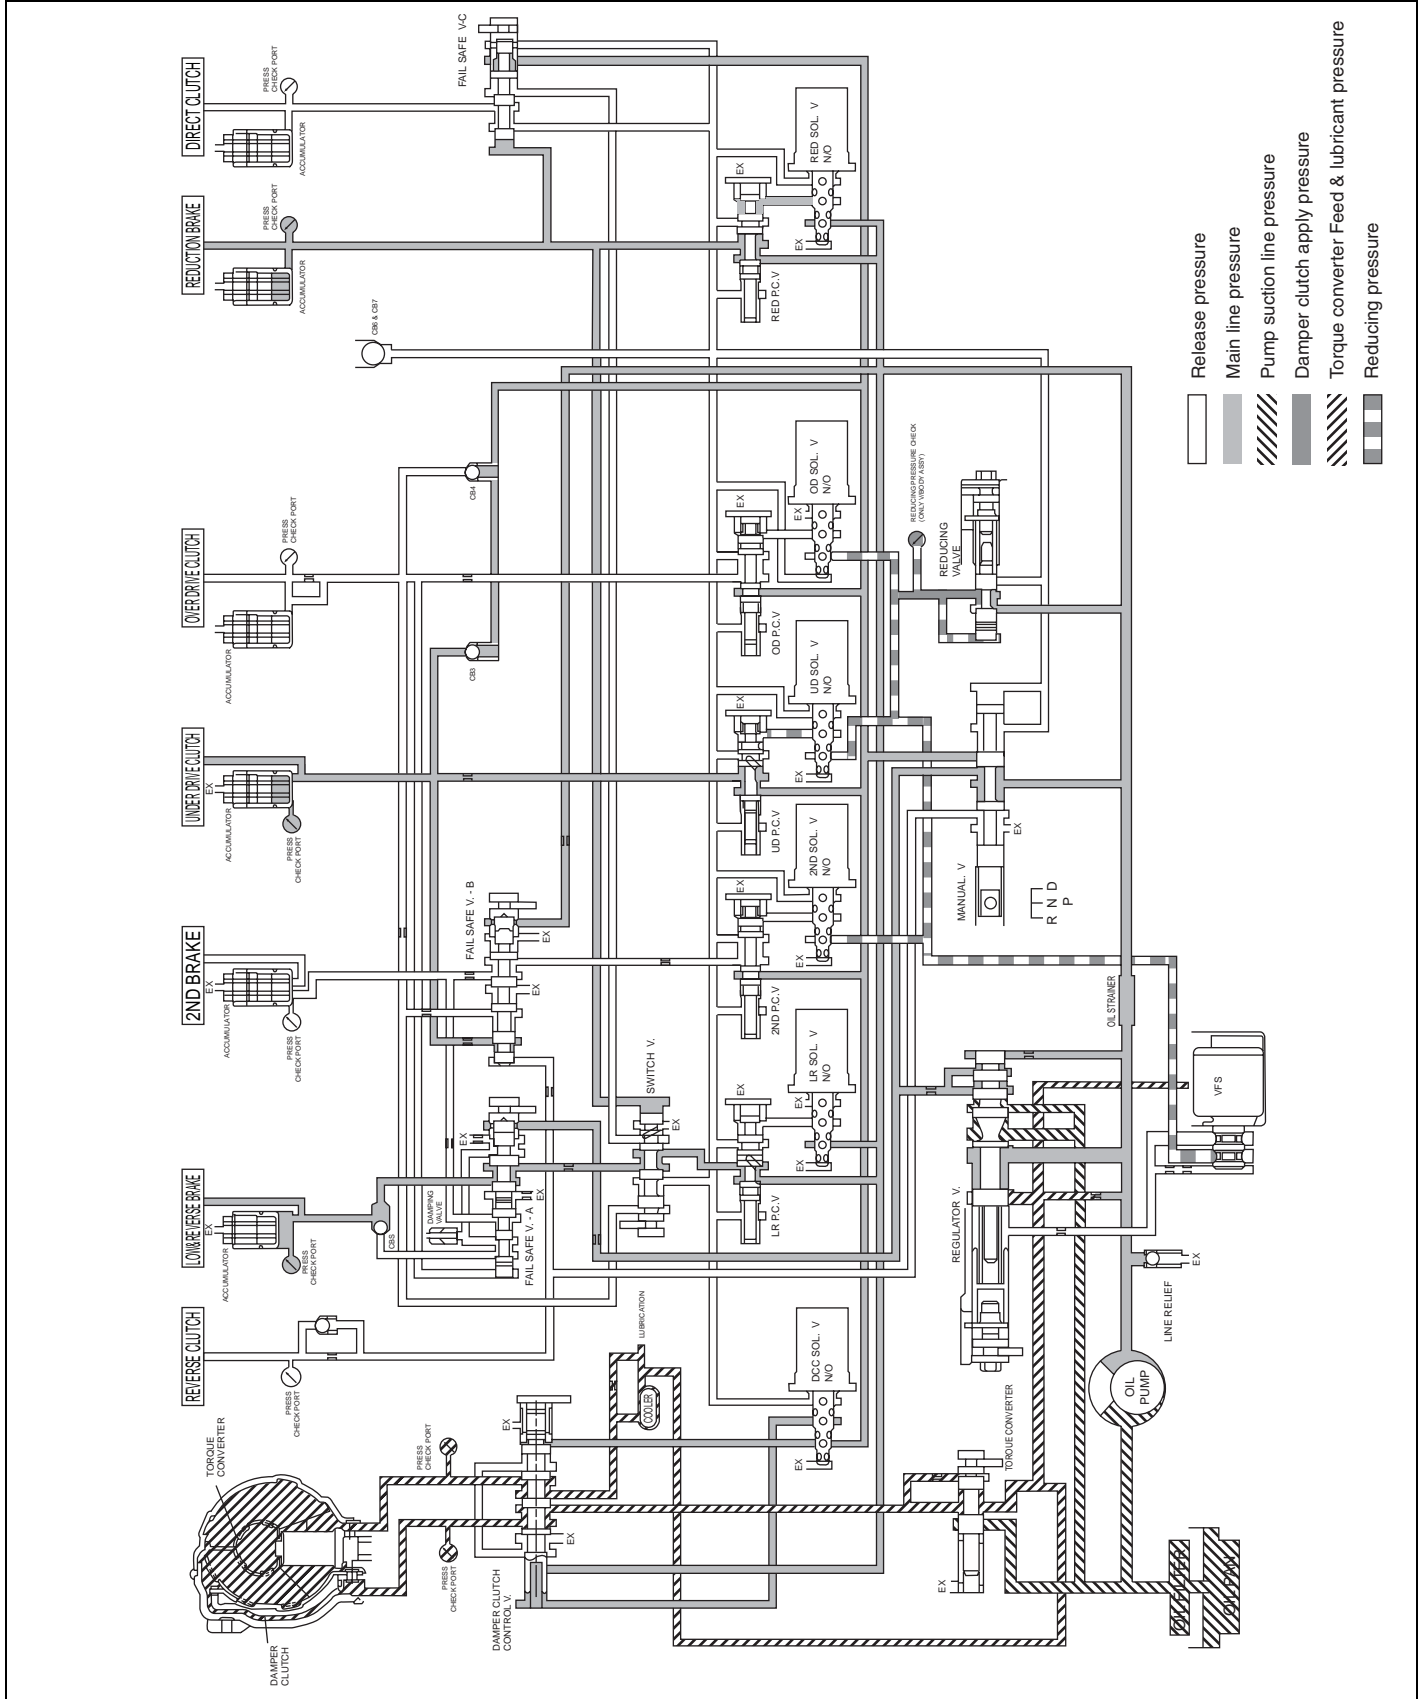 DIRECT CLUTCH
PRESS
CHECK PORT
ACCUMULATOR
FAIL SAFE V-C
REDUCTION BRAKE
PRESS
CHECK PORT
ACCUMULATOR
CB6 & CB7
RED SOL. V
N/O
EX
EX
RED P.C.V
OVER DRIVE CLUTCH
PRESS
CHECK PORT
ACCUMULATOR
CB4
CB3
OD SOL. V
N/O
EX
EX
OD P.C.V
REDUCING PRESSURE CHECK
(ONLY V/BODY ASSY)
REDUCING
VALVE
UNDER DRIVE CLUTCH
EX
ACCUMULATOR
PRESS
CHECK PORT
UD SOL. V
N/O
EX
EX
UD P.C.V
2ND BRAKE
EX
ACCUMULATOR
PRESS
CHECK PORT
FAIL SAFE V. - B
EX
EX
2ND SOL. V
N/O
EX
EX
2ND P.C.V
MANUAL. V
EX
R N D
P
OIL STRAINER
LOW&REVERSE BRAKE
EX
ACCUMULATOR
PRESS
CHECK PORT
CBS
DAMPING
VALVE
EX
EX
FAIL SAFE V. - A
SWITCH V.
EX
LR SOL. V
N/O
EX
EX
EX
LR P.C.V
REGULATOR V.
VFS
LINE RELIEF
EX
REVERSE CLUTCH
PRESS
CHECK PORT
LUBRICATION
COOLER
DCC SOL. V
N/O
EX
OIL
PUMP
TORQUE CONVERTER
EX
TORQUE
CONVERTER
PRESS
CHECK PORT
PRESS
CHECK PORT
EX
EX
DAMPER CLUTCH
CONTROL V.
DAMPER
CLUTCH
OIL FILTER
OIL PAN
Release pressure
Main line pressure
Pump suction line pressure
Damper clutch apply pressure
Torque converter Feed & lubricant pressure
Reducing pressure